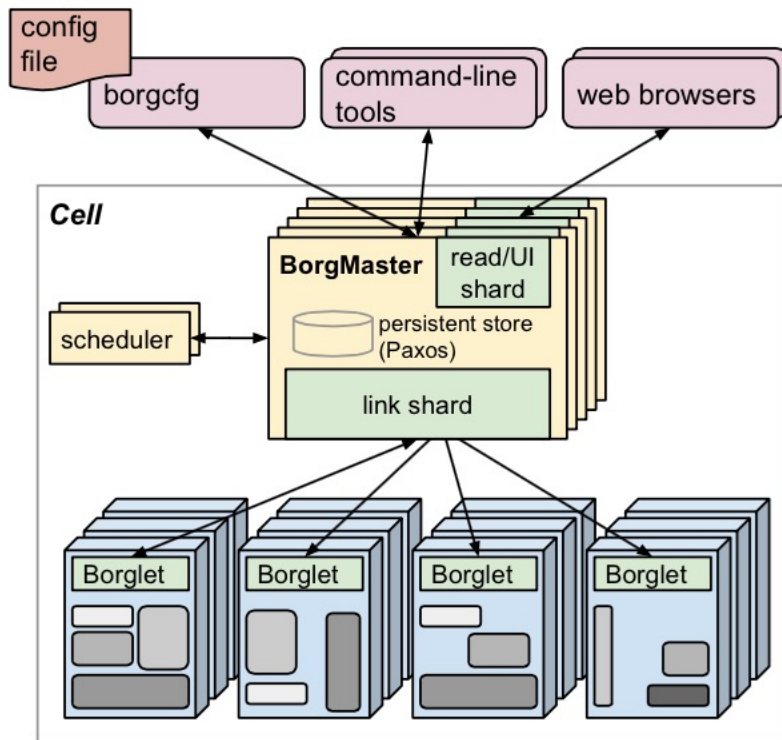 config
file
borgcfg
command-line
tools
web browsers
Cell
BorgMaster
read/UI
shard
persistent store
(Paxos)
scheduler
link shard
Borglet
Borglet
Borglet
Borglet